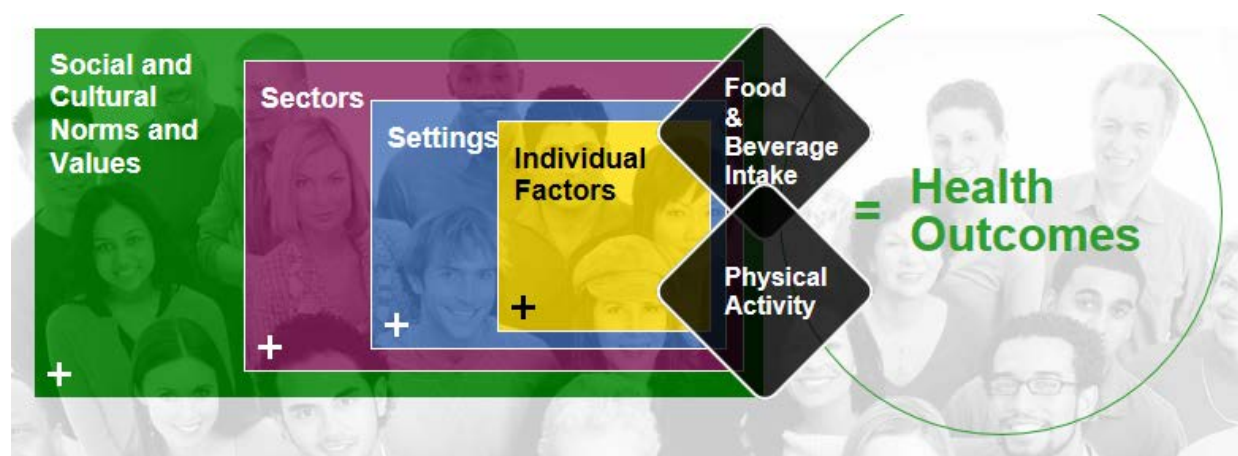 Social and
Cultural
Norms and
Values
+
Sectors
+
Settings
+
Individual
Factors
+
Food
&
Beverage
Intake
Physical
Activity
=
Health
Outcomes